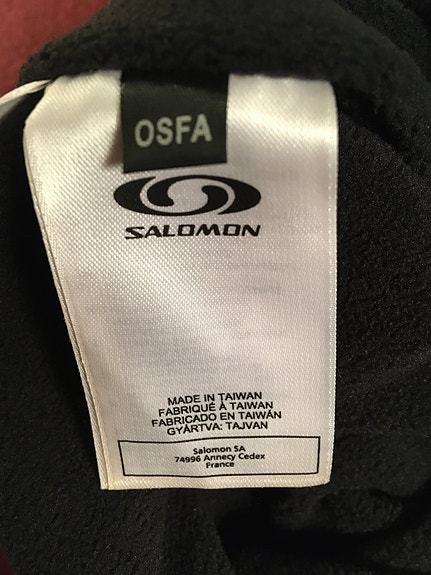 OSFA
SALOMON
MADE IN TAIWAN
FABRIQUÉ À TAIWAN
FABRICADO EN TAIWÁN
GYÁRTVA: TAJVAN
Salomon SA
74996 Annecy Cedex
France